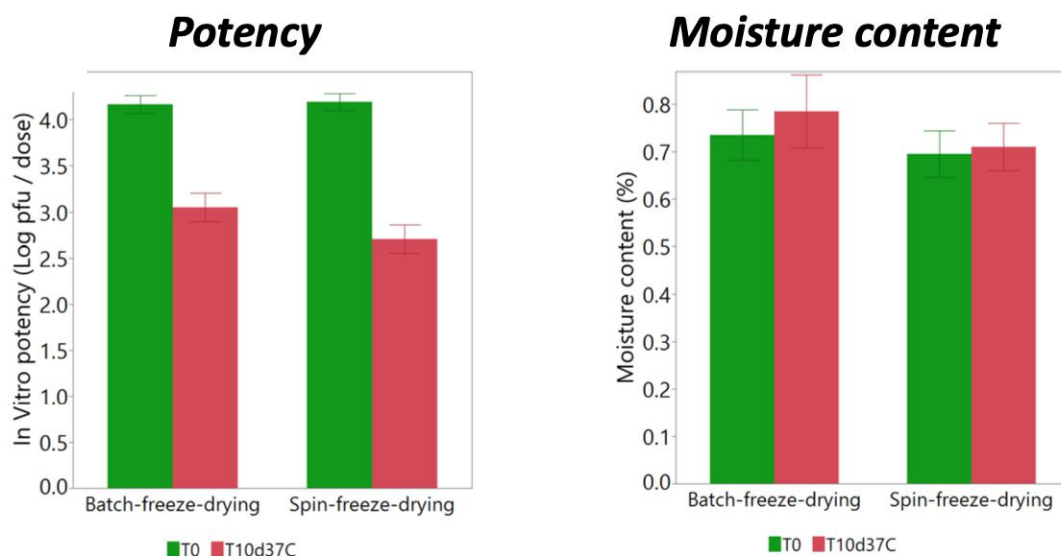 Potency
In Vitro potency (Log pfu / dose)
4.0
3.5
3.0
2.5
2.0
1.5
1.0
0.5
0.0
Batch-freeze-drying
Spin-freeze-drying
T0 T10d37C
Moisture content
Moisture content (%)
0.8
0.7
0.6
0.5
0.4
0.3
0.2
0.1
0.0
Batch-freeze-drying
Spin-freeze-drying
T0 T10d37C